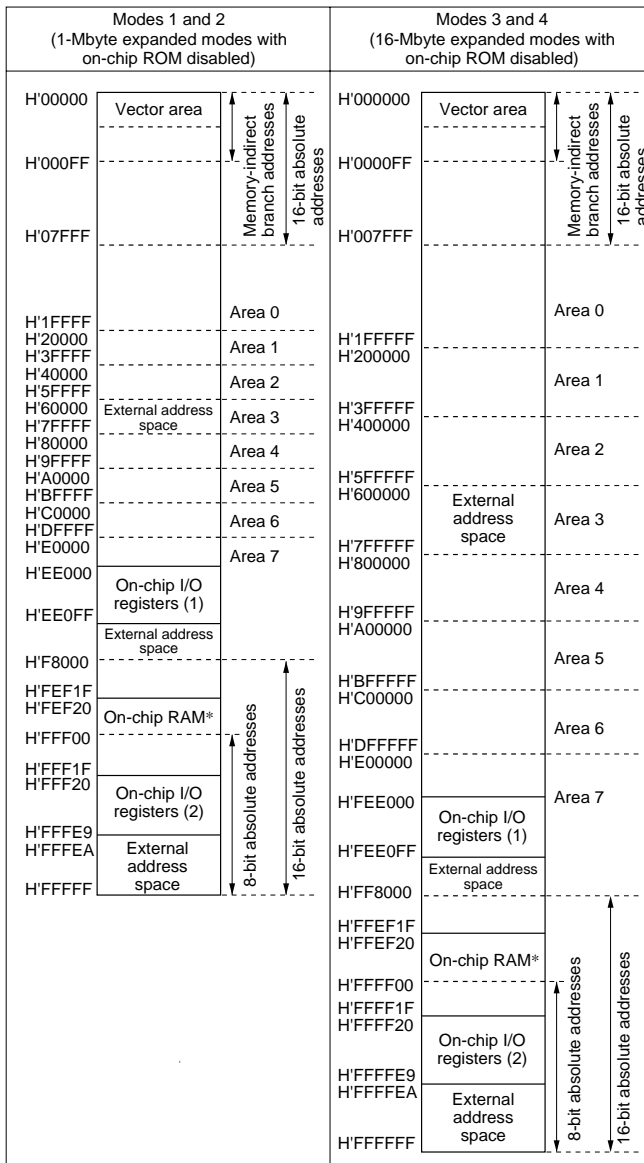 Modes 1 and 2
(1-Mbyte expanded modes with
on-chip ROM disabled)
H'00000
Vector area
H'000FF
H'07FFF
Memory-indirect
branch addresses
16-bit absolute
addresses
H'1FFFF
Area 0
H'20000
H'3FFFF
Area 1
H'40000
H'5FFFF
Area 2
H'60000
H'7FFFF
External address
space
Area 3
H'80000
H'9FFFF
Area 4
H'A0000
H'BFFFF
Area 5
H'C0000
H'DFFFF
Area 6
H'E0000
Area 7
H'EE000
On-chip I/O
registers (1)
H'EE0FF
External address
space
H'F8000
H'FEF1F
H'FEF20
On-chip RAM*
H'FFF00
H'FFF1F
H'FFF20
On-chip I/O
registers (2)
H'FFFE9
H'FFFEA
External
address
space
H'FFFFF
8-bit absolute addresses
16-bit absolute addresses
Modes 3 and 4
(16-Mbyte expanded modes with
on-chip ROM disabled)
H'000000
Vector area
H'0000FF
H'007FFF
Memory-indirect
branch addresses
16-bit absolute
addresses
Area 0
H'1FFFFF
H'200000
Area 1
H'3FFFFF
H'400000
Area 2
H'5FFFFF
H'600000
External
address
space
Area 3
H'7FFFFF
H'800000
Area 4
H'9FFFFF
H'A00000
Area 5
H'BFFFFF
H'C00000
Area 6
H'DFFFFF
H'E00000
Area 7
H'FEE000
On-chip I/O
registers (1)
H'FEE0FF
External address
space
H'FF8000
H'FFEF1F
H'FFEF20
On-chip RAM*
H'FFFF00
H'FFFF1F
H'FFFF20
On-chip I/O
registers (2)
H'FFFFE9
H'FFFFEA
External
address
space
H'FFFFFF
8-bit absolute addresses
16-bit absolute addresses